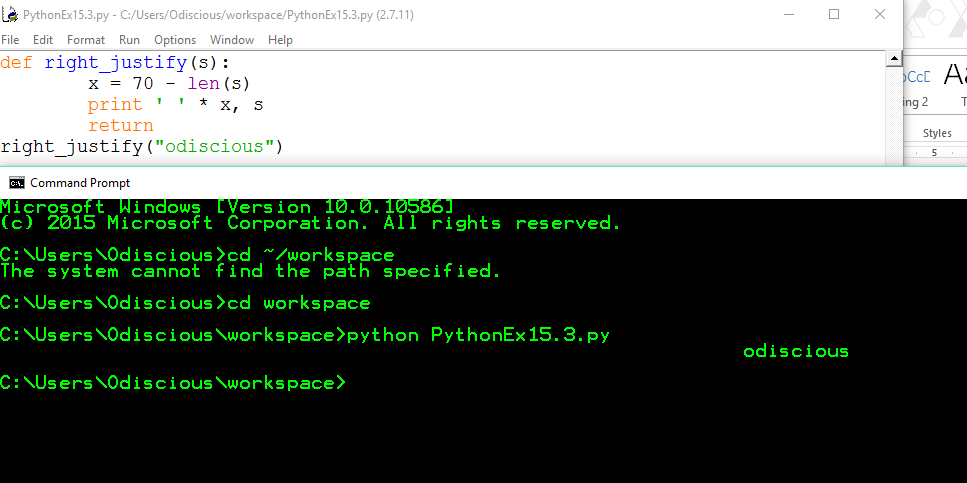 PythonEx15.3.py - C:/Users/Odiscious/workspace/PythonEx15.3.py (2.7.11)
File Edit Format Run Options Window Help
def right_justify(s):
x = 70 - len(s)
print ' ' * x, s
return
right_justify("odiscious")
Styles
5
Command Prompt
Microsoft Windows [Version 10.0.10586]
(c) 2015 Microsoft Corporation. All rights reserved.
C:\Users\Odiscious>cd ~/workspace
The system cannot find the path specified.
C:\Users\Odiscious>cd workspace
C:\Users\Odiscious\workspace>python PythonEx15.3.py
odiscious
C:\Users\Odiscious\workspace>